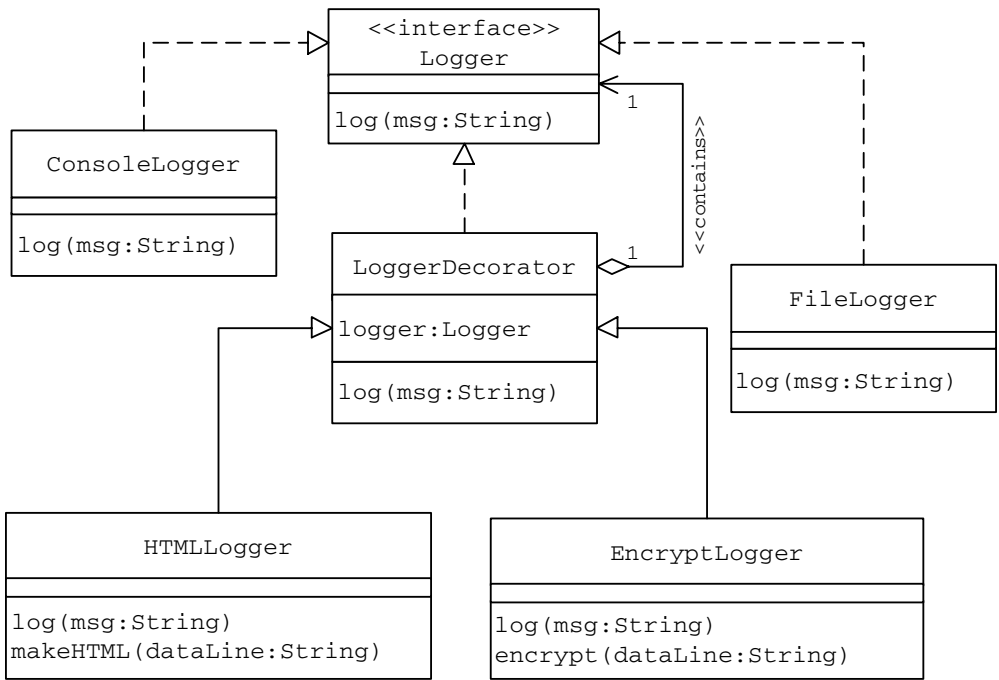 <<interface>>
Logger
log(msg:String)
1
<<contains>>
ConsoleLogger
log(msg:String)
LoggerDecorator
1
logger:Logger
log(msg:String)
FileLogger
log(msg:String)
HTMLLogger
log(msg:String)
makeHTML(dataLine:String)
EncryptLogger
log(msg:String)
encrypt(dataLine:String)